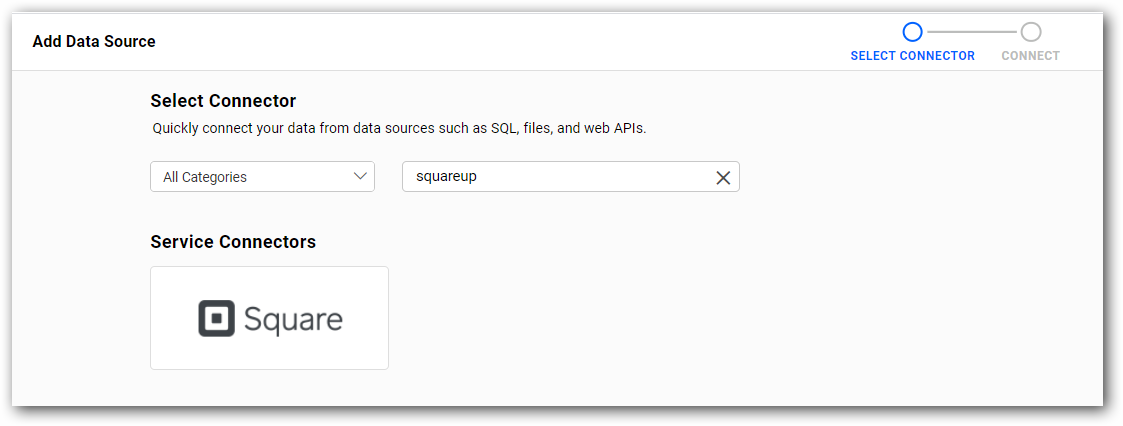 Add Data Source
SELECT CONNECTOR
CONNECT
Select Connector
Quickly connect your data from data sources such as SQL, files, and web APIs.
All Categories
squareup
Service Connectors
Square